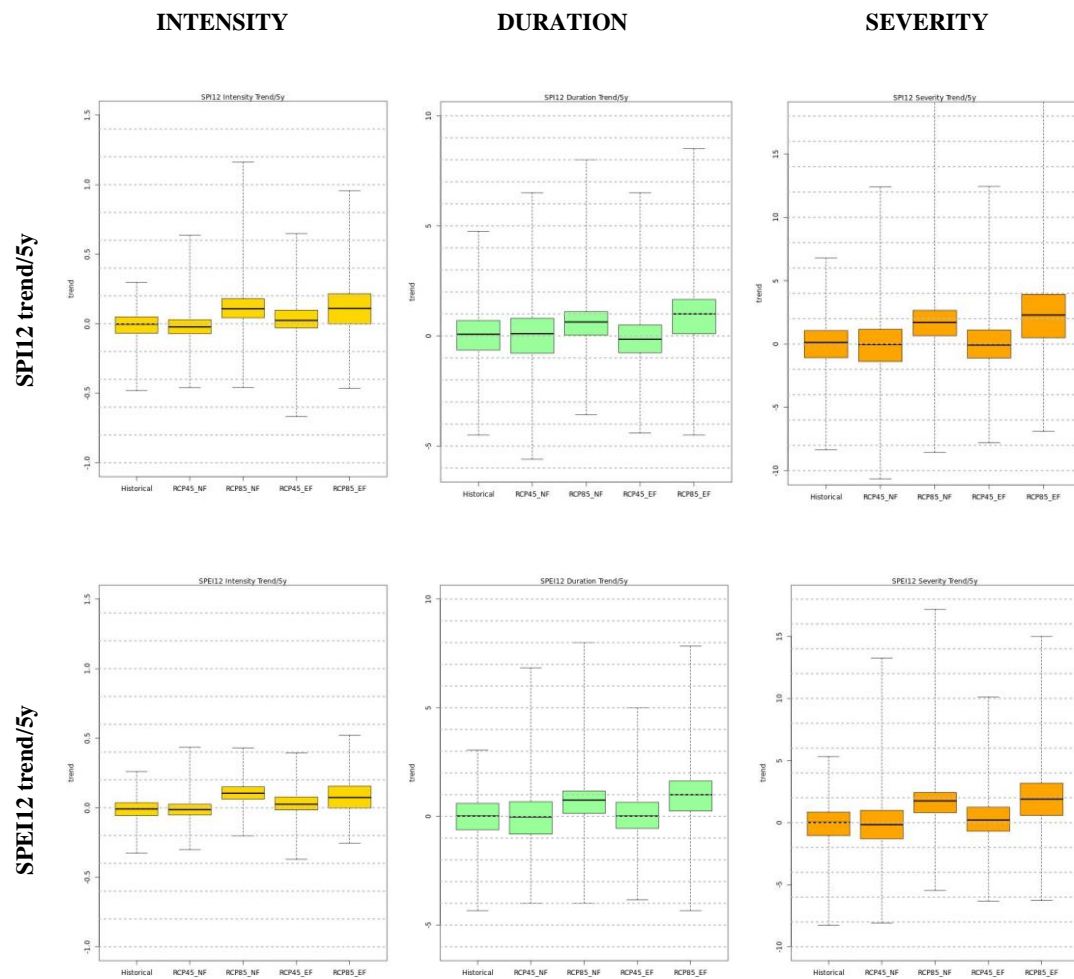 INTENSITY DURATION SEVERITY
SPI12 trend/5y
SPI12 Intensity Trend/5y
trend
1.5
1.0
0.5
0.0
-0.5
-1.0
Historical RCP45_NF RCP85_NF RCP45_EF RCP85_EF
SPI12 Duration Trend/5y
trend
10
5
0
-5
Historical RCP45_NF RCP85_NF RCP45_EF RCP85_EF
SPI12 Severity Trend/5y
trend
15
10
5
0
-5
-10
Historical RCP45_NF RCP85_NF RCP45_EF RCP85_EF
SPEI12 trend/5y
SPEI12 Intensity Trend/5y
trend
1.5
1.0
0.5
0.0
-0.5
-1.0
Historical RCP45_NF RCP85_NF RCP45_EF RCP85_EF
SPEI12 Duration Trend/5y
trend
10
5
0
-5
Historical RCP45_NF RCP85_NF RCP45_EF RCP85_EF
SPEI12 Severity Trend/5y
trend
15
10
5
0
-5
-10
Historical RCP45_NF RCP85_NF RCP45_EF RCP85_EF